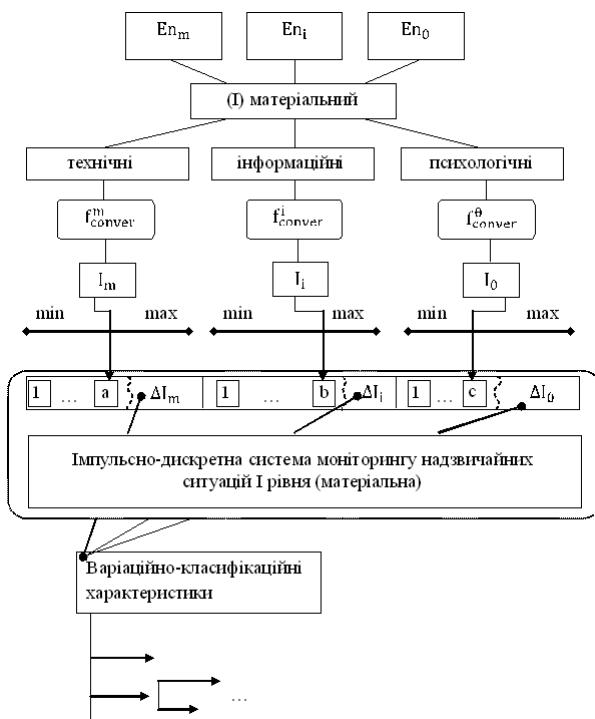 En_m En_i En_0
(I) матеріальний
технічні інформаційні психологічні
f^m_conver f^i_conver f^θ_conver
I_m I_i I_0
min max min max min max
1 ... a ΔI_m 1 ... b ΔI_i 1 ... c ΔI_0
Імпульсно-дискретна система моніторингу надзвичайних
ситуацій І рівня (матеріальна)
Варіаційно-класифікаційні
характеристики
...